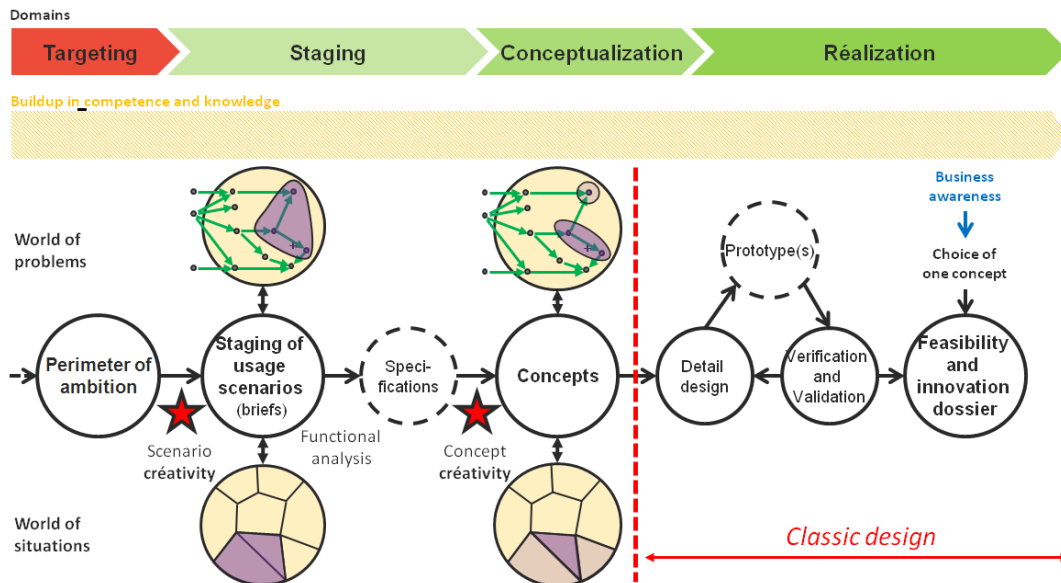 Domains
Targeting
Staging
Conceptualization
Réalization
Buildup in competence and knowledge
World of
problems
Business
awareness
Choice of
one concept
Prototype(s)
Perimeter of
ambition
Staging of
usage
scenarios
(briefs)
Speci-
fications
Concepts
Detail
design
Verification
and
Validation
Feasibility
and
innovation
dossier
Scenario
créativity
Functional
analysis
Concept
créativity
World of
situations
Classic design